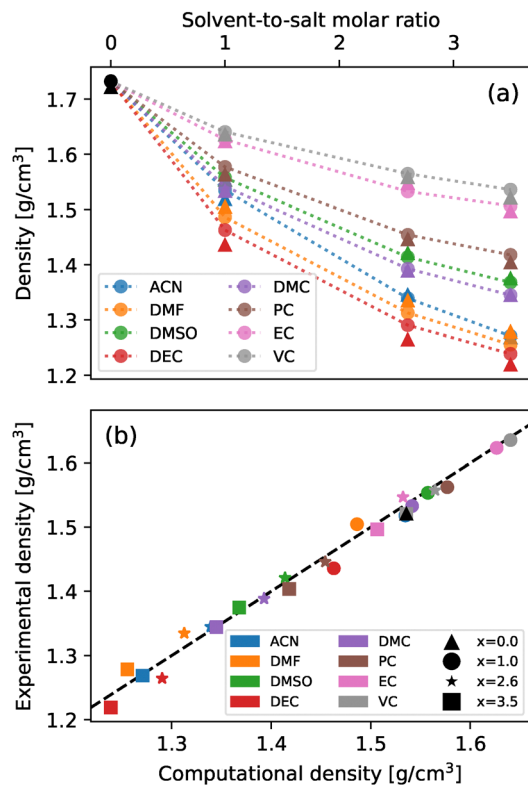 Solvent-to-salt molar ratio
0 1 2 3
(a)
Density [g/cm³]
1.7
1.6
1.5
1.4
1.3
1.2
ACN DMC
DMF PC
DMSO EC
DEC VC
(b)
Experimental density [g/cm³]
1.6
1.5
1.4
1.3
1.2
ACN DMC x=0.0
DMF PC x=1.0
DMSO EC x=2.6
DEC VC x=3.5
1.3 1.4 1.5 1.6
Computational density [g/cm³]